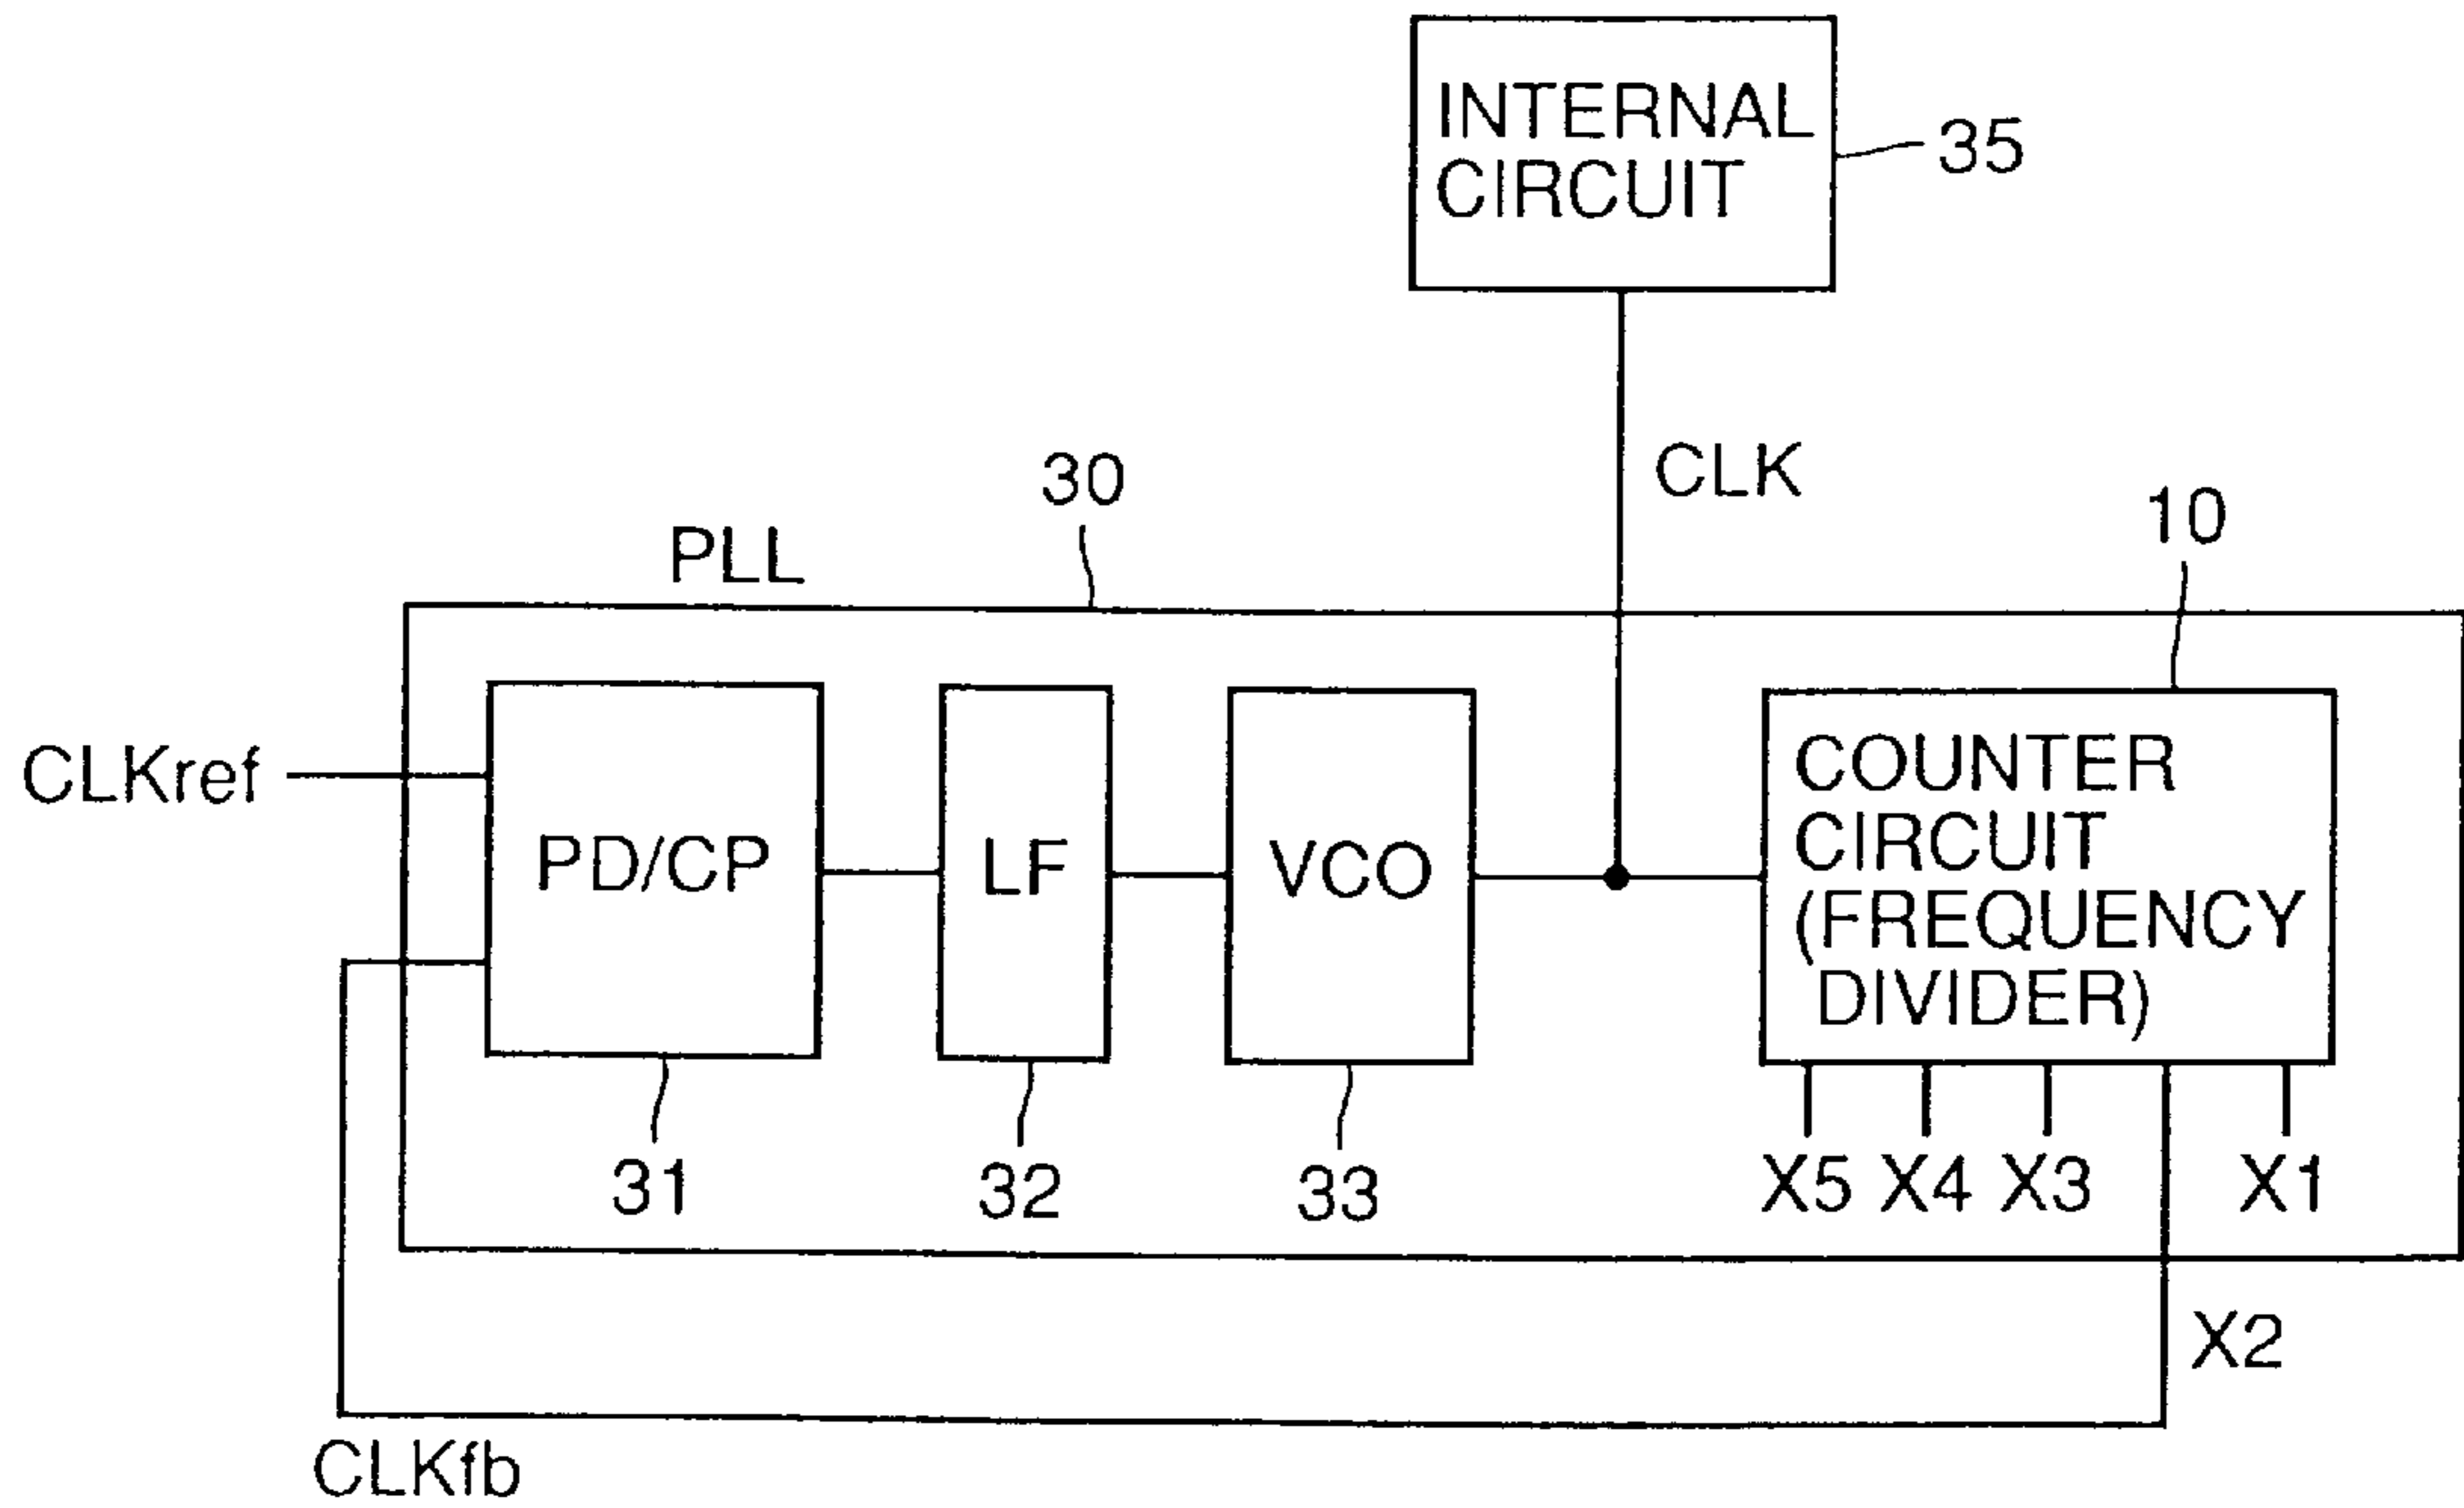 INTERNAL
CIRCUIT
35
CLK
30
10
PLL
CLKref
PD/CP
LF
VCO
COUNTER
CIRCUIT
(FREQUENCY
DIVIDER)
31
32
33
X5 X4 X3 X1
X2
CLKfb